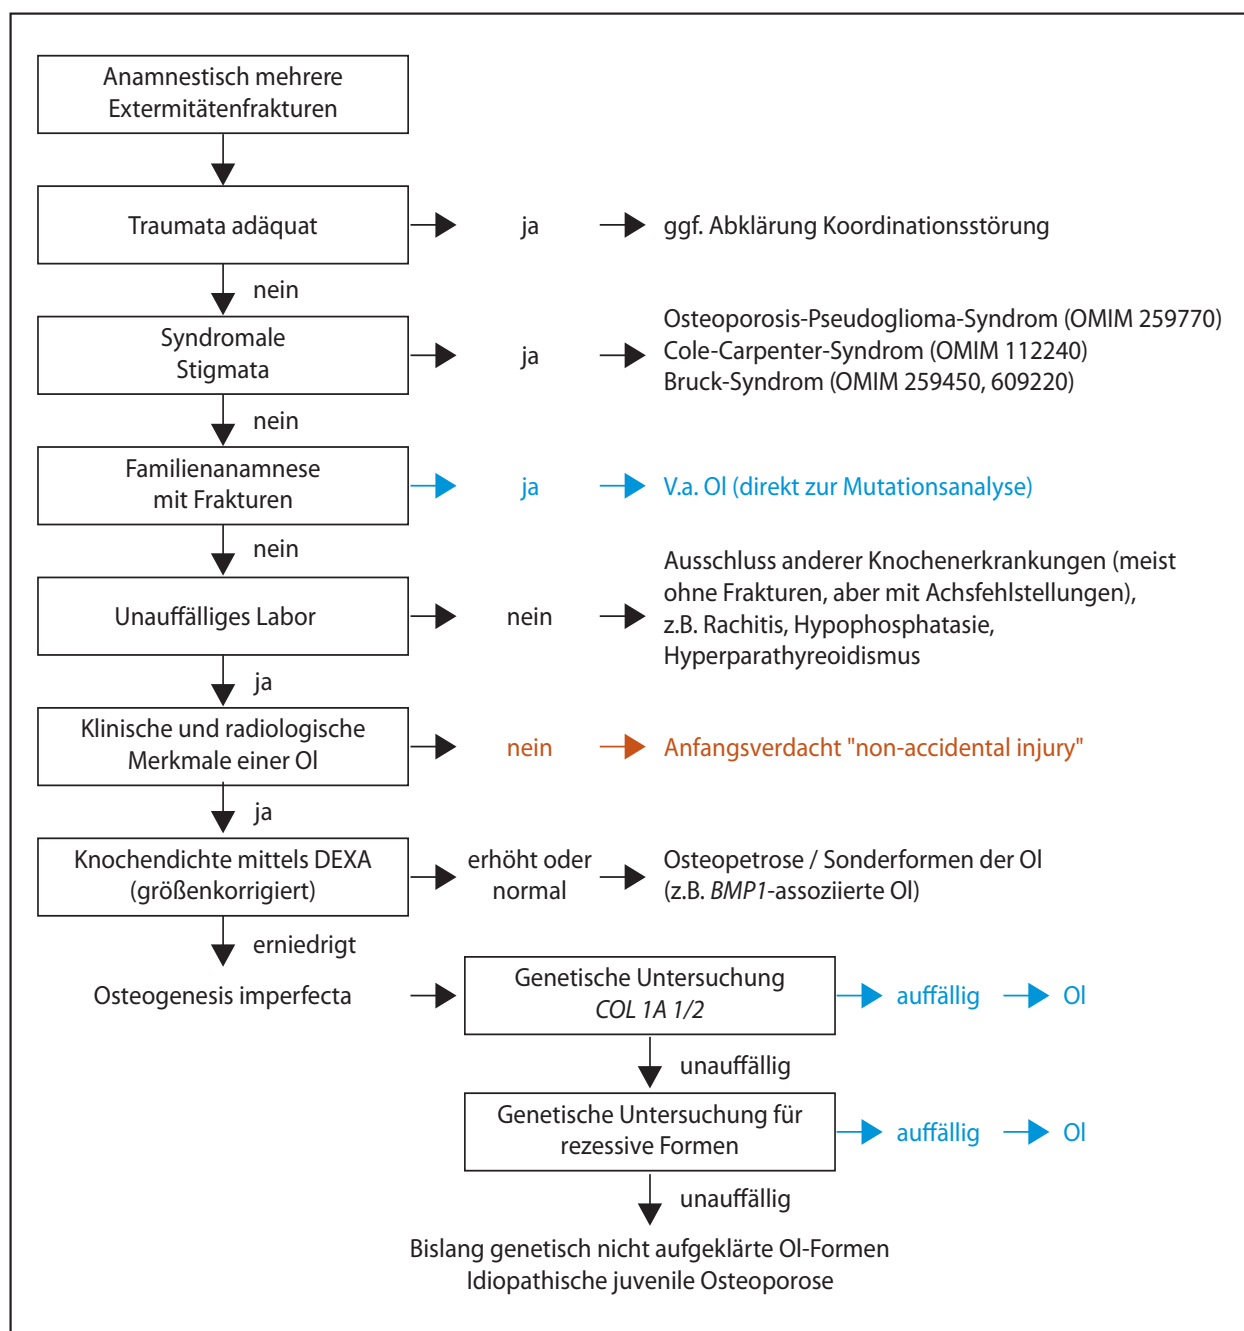 Anamnestisch mehrere
Extermitätenfrakturen
Traumata adäquat
ja
ggf. Abklärung Koordinationsstörung
nein
Syndromale
Stigmata
ja
Osteoporosis-Pseudoglioma-Syndrom (OMIM 259770)
Cole-Carpenter-Syndrom (OMIM 112240)
Bruck-Syndrom (OMIM 259450, 609220)
nein
Familienanamnese
mit Frakturen
ja
V.a. OI (direkt zur Mutationsanalyse)
nein
Unauffälliges Labor
nein
Ausschluss anderer Knochenerkrankungen (meist
ohne Frakturen, aber mit Achsfehlstellungen),
z.B. Rachitis, Hypophosphatasie,
Hyperparathyreoidismus
ja
Klinische und radiologische
Merkmale einer OI
nein
Anfangsverdacht "non-accidental injury"
ja
Knochendichte mittels DEXA
(größenkorrigiert)
erhöht oder
normal
Osteopetrose / Sonderformen der OI
(z.B. BMP1-assoziierte OI)
erniedrigt
Osteogenesis imperfecta
Genetische Untersuchung
COL 1A 1/2
auffällig
OI
unauffällig
Genetische Untersuchung für
rezessive Formen
auffällig
OI
unauffällig
Bislang genetisch nicht aufgeklärte OI-Formen
Idiopathische juvenile Osteoporose